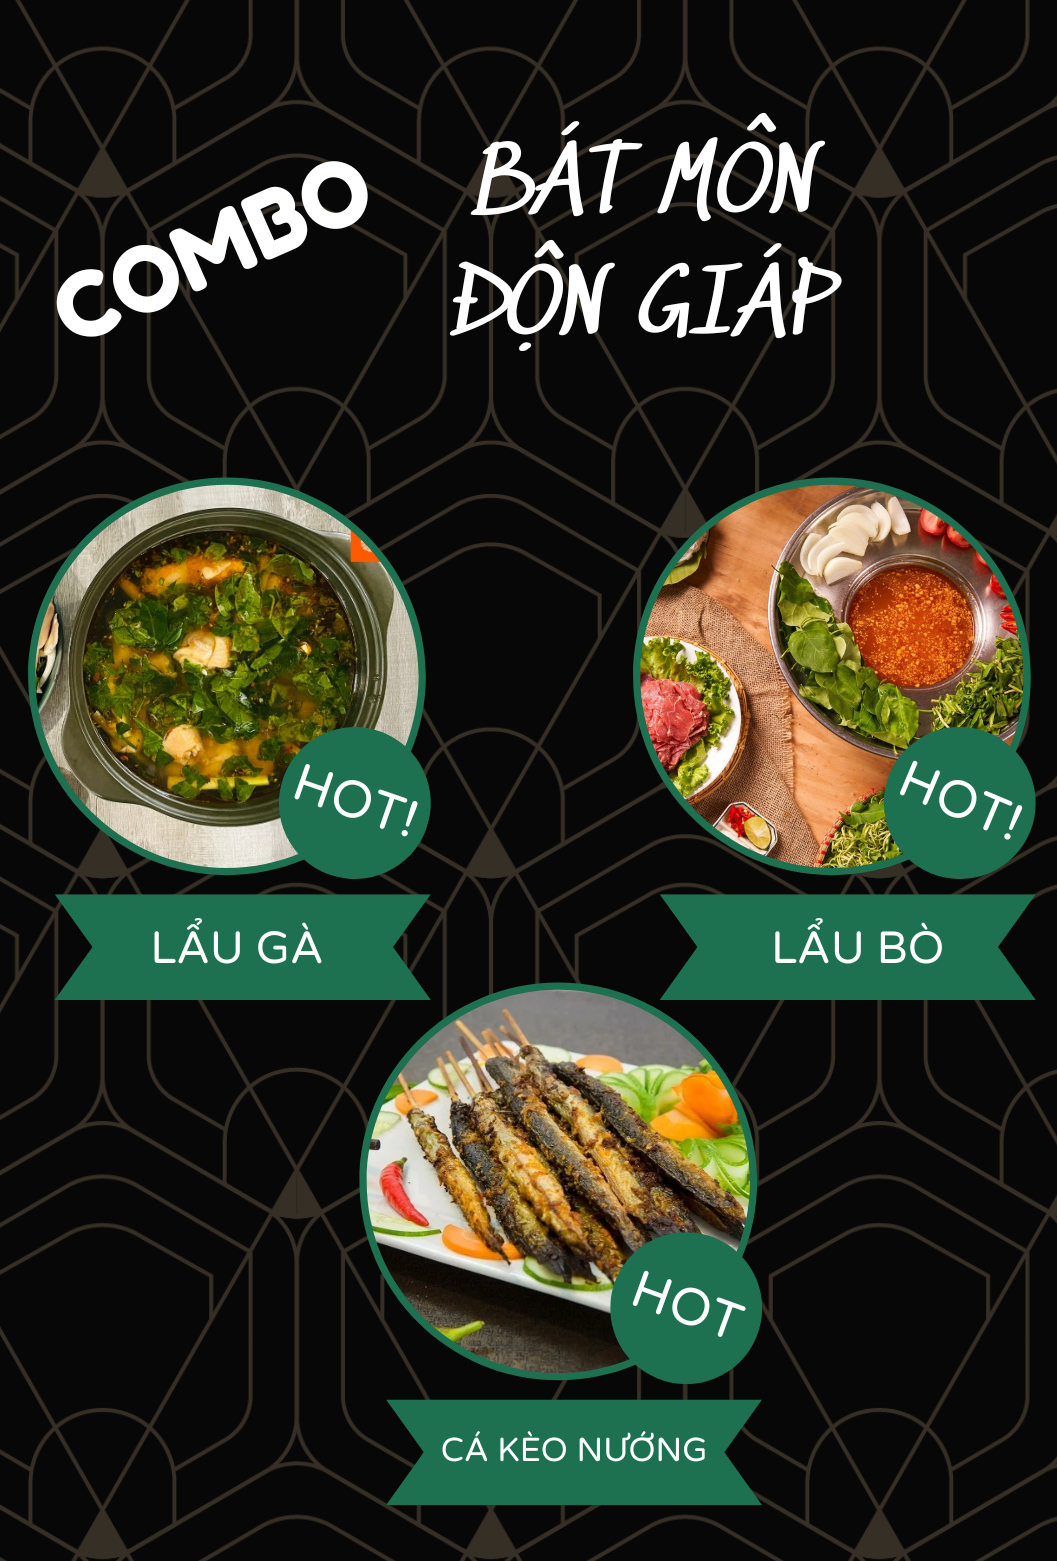 COMBO
BÁT MÔN
ĐỘN GIÁP
HOT!
HOT!
LẨU GÀ
LẨU BÒ
HOT
CÁ KÈO NƯỚNG